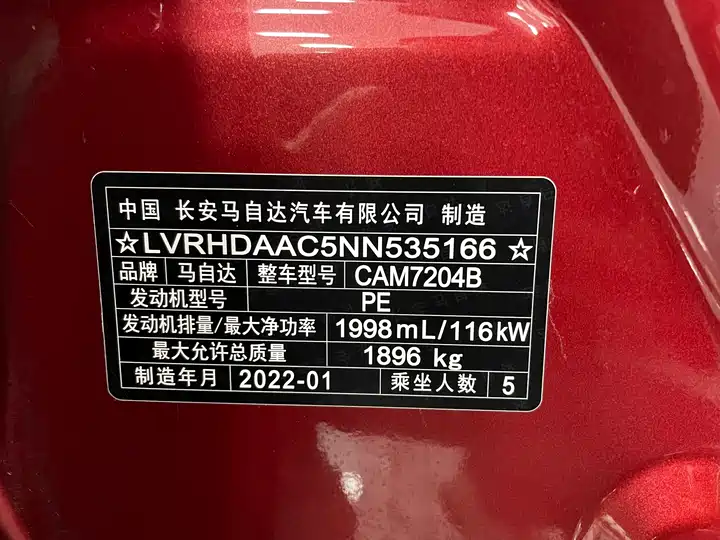 中国 长安马自达汽车有限公司 制造
☆LVRHDAAC5NN535166☆
品牌 马自达 整车型号 CAM7204B
发动机型号 PE
发动机排量/最大净功率 1998mL/116kW
最大允许总质量 1896 kg
制造年月 2022-01 乘坐人数 5